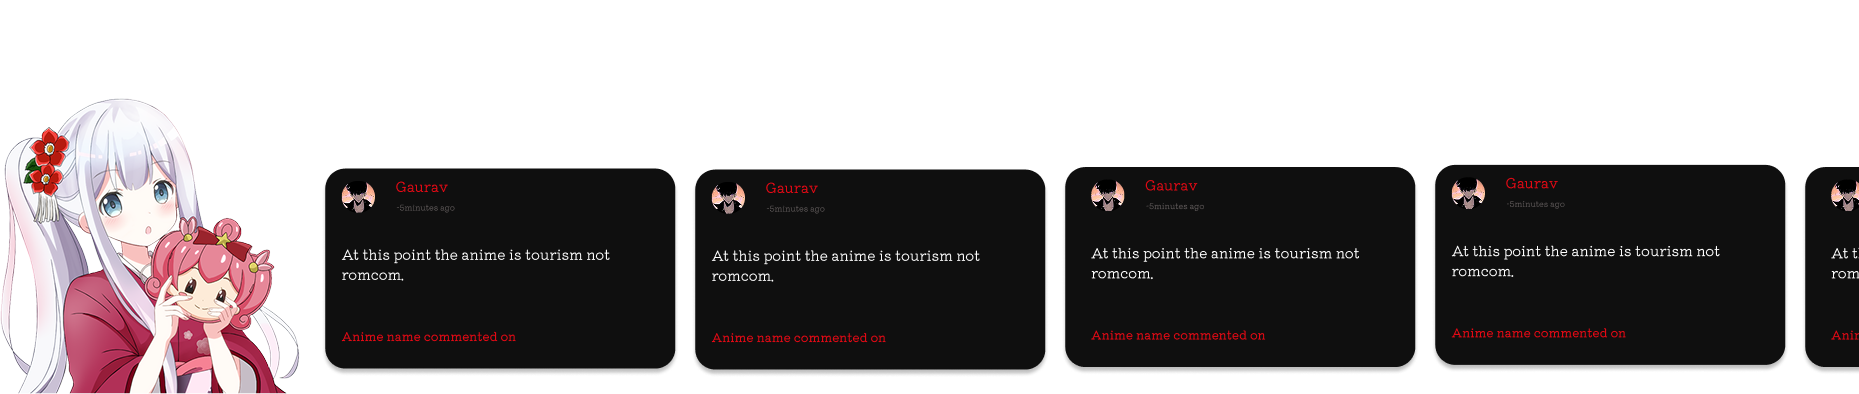 Gaurav
-5minutes ago
At this point the anime is tourism not
romcom.
Anime name commented on
Gaurav
-5minutes ago
At this point the anime is tourism not
romcom.
Anime name commented on
Gaurav
-5minutes ago
At this point the anime is tourism not
romcom.
Anime name commented on
Gaurav
-5minutes ago
At this point the anime is tourism not
romcom.
Anime name commented on
At